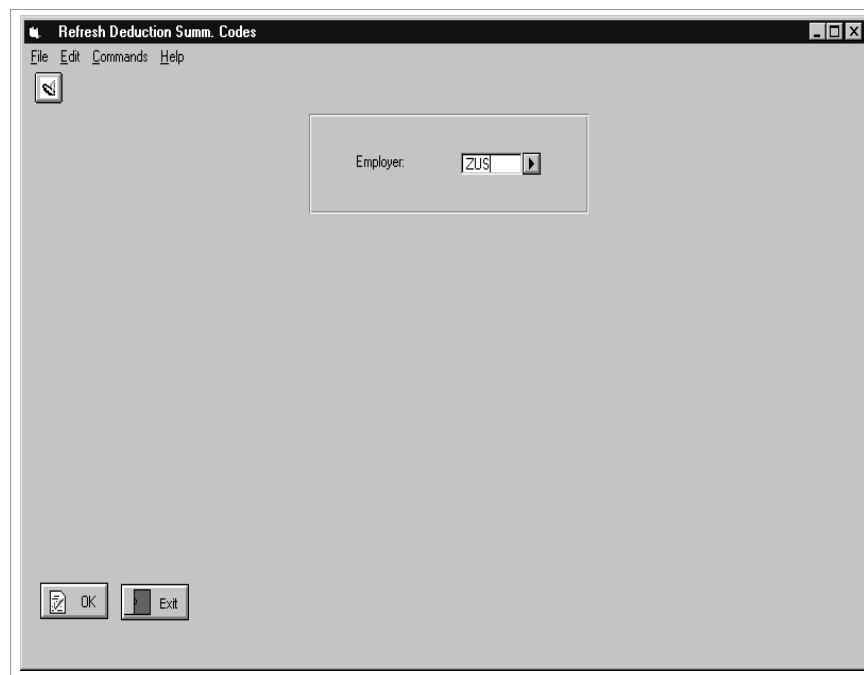 Refresh Deduction Summ. Codes
File Edit Commands Help
Employer: ZUS
OK Exit